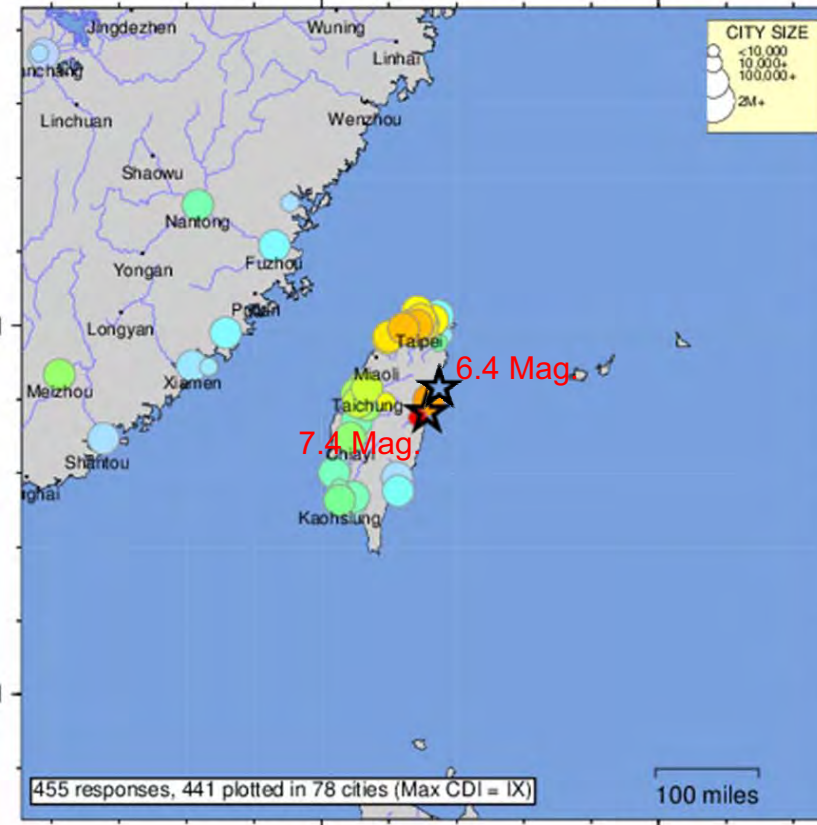 Jingdezhen
Wuning
CITY SIZE
<10,000
10,000+
100,000+
2M+
Linhai
anchang
Linchuan
Wenzhou
Shaowu
Nantong
Fuzhou
Yongan
Longyan
Taipei
Miaoli
6.4 Mag.
Xiamen
Meizhou
Taichung
7.4 Mag.
Chiayi
Shantou
ghai
Kaohsiung
455 responses, 441 plotted in 78 cities (Max CDI = IX)
100 miles